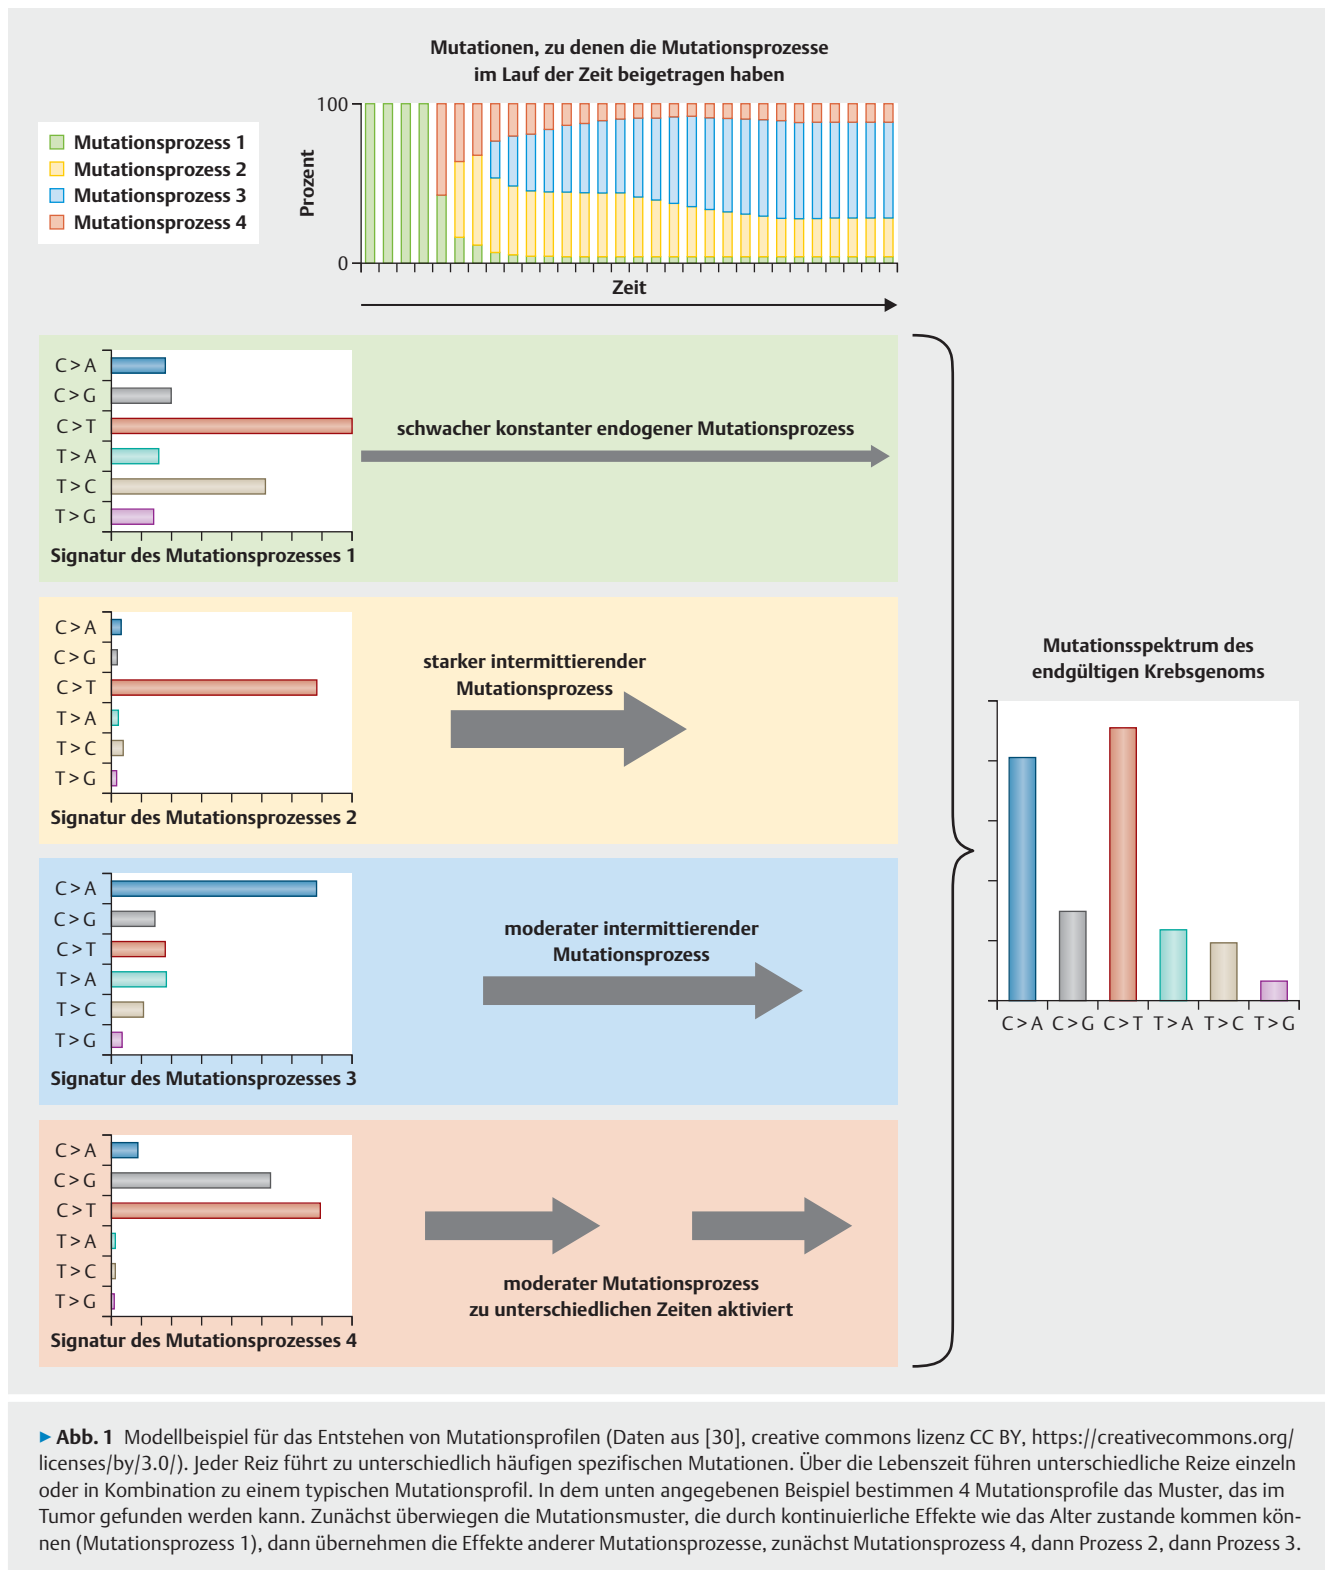 Mutationen, zu denen die Mutationsprozesse
im Lauf der Zeit beigetragen haben
Mutationsprozess 1
Mutationsprozess 2
Mutationsprozess 3
Mutationsprozess 4
Prozent
100
0
Zeit
C > A
C > G
C > T
T > A
T > C
T > G
Signatur des Mutationsprozesses 1
schwacher konstanter endogener Mutationsprozess
C > A
C > G
C > T
T > A
T > C
T > G
Signatur des Mutationsprozesses 2
starker intermittierender
Mutationsprozess
C > A
C > G
C > T
T > A
T > C
T > G
Signatur des Mutationsprozesses 3
moderater intermittierender
Mutationsprozess
C > A
C > G
C > T
T > A
T > C
T > G
Signatur des Mutationsprozesses 4
moderater Mutationsprozess
zu unterschiedlichen Zeiten aktiviert
Mutationsspektrum des
endgültigen Krebsgenoms
C > A C > G C > T T > A T > C T > G
▶ Abb. 1 Modellbeispiel für das Entstehen von Mutationsprofilen (Daten aus [30], creative commons lizenz CC BY, https://creativecommons.org/
licenses/by/3.0/). Jeder Reiz führt zu unterschiedlich häufigen spezifischen Mutationen. Über die Lebenszeit führen unterschiedliche Reize einzeln
oder in Kombination zu einem typischen Mutationsprofil. In dem unten angegebenen Beispiel bestimmen 4 Mutationsprofile das Muster, das im
Tumor gefunden werden kann. Zunächst überwiegen die Mutationsmuster, die durch kontinuierliche Effekte wie das Alter zustande kommen kön-
nen (Mutationsprozess 1), dann übernehmen die Effekte anderer Mutationsprozesse, zunächst Mutationsprozess 4, dann Prozess 2, dann Prozess 3.